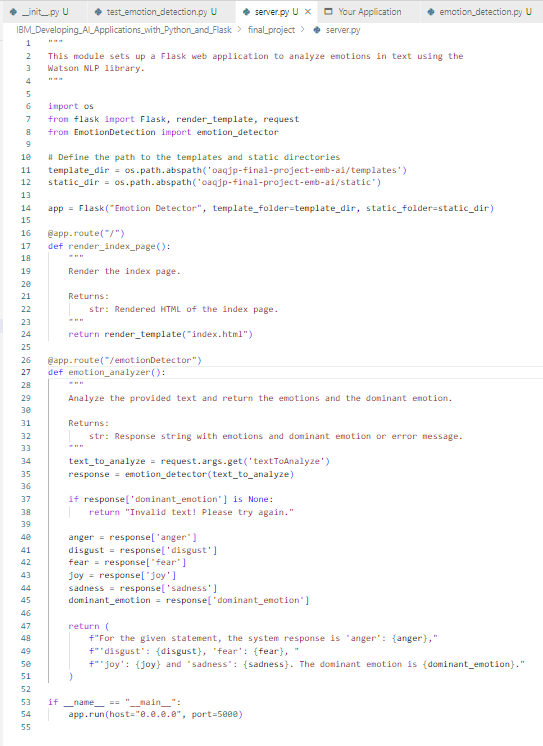 __init__.py U test_emotion_detection.py U server.py U × Your Application emotion_detection.py U
IBM_Developing_AI_Applications_with_Python_and_Flask > final_project > server.py
1 """
2 This module sets up a Flask web application to analyze emotions in text using the
3 Watson NLP library.
4 """
5
6 import os
7 from flask import Flask, render_template, request
8 from EmotionDetection import emotion_detector
9
10 # Define the path to the templates and static directories
11 template_dir = os.path.abspath('oaqjp-final-project-emb-ai/templates')
12 static_dir = os.path.abspath('oaqjp-final-project-emb-ai/static')
13
14 app = Flask("Emotion Detector", template_folder=template_dir, static_folder=static_dir)
15
16 @app.route("/")
17 def render_index_page():
18     """
19     Render the index page.
20
21     Returns:
22         str: Rendered HTML of the index page.
23     """
24     return render_template("index.html")
25
26 @app.route("/emotionDetector")
27 def emotion_analyzer():
28     """
29     Analyze the provided text and return the emotions and the dominant emotion.
30
31     Returns:
32         str: Response string with emotions and dominant emotion or error message.
33     """
34     text_to_analyze = request.args.get('textToAnalyze')
35     response = emotion_detector(text_to_analyze)
36
37     if response['dominant_emotion'] is None:
38         return "Invalid text! Please try again."
39
40     anger = response['anger']
41     disgust = response['disgust']
42     fear = response['fear']
43     joy = response['joy']
44     sadness = response['sadness']
45     dominant_emotion = response['dominant_emotion']
46
47     return (
48         f"For the given statement, the system response is 'anger': {anger},"
49         f"'disgust': {disgust}, 'fear': {fear}, "
50         f"'joy': {joy} and 'sadness': {sadness}. The dominant emotion is {dominant_emotion}."
51     )
52
53 if __name__ == "__main__":
54     app.run(host="0.0.0.0", port=5000)
55